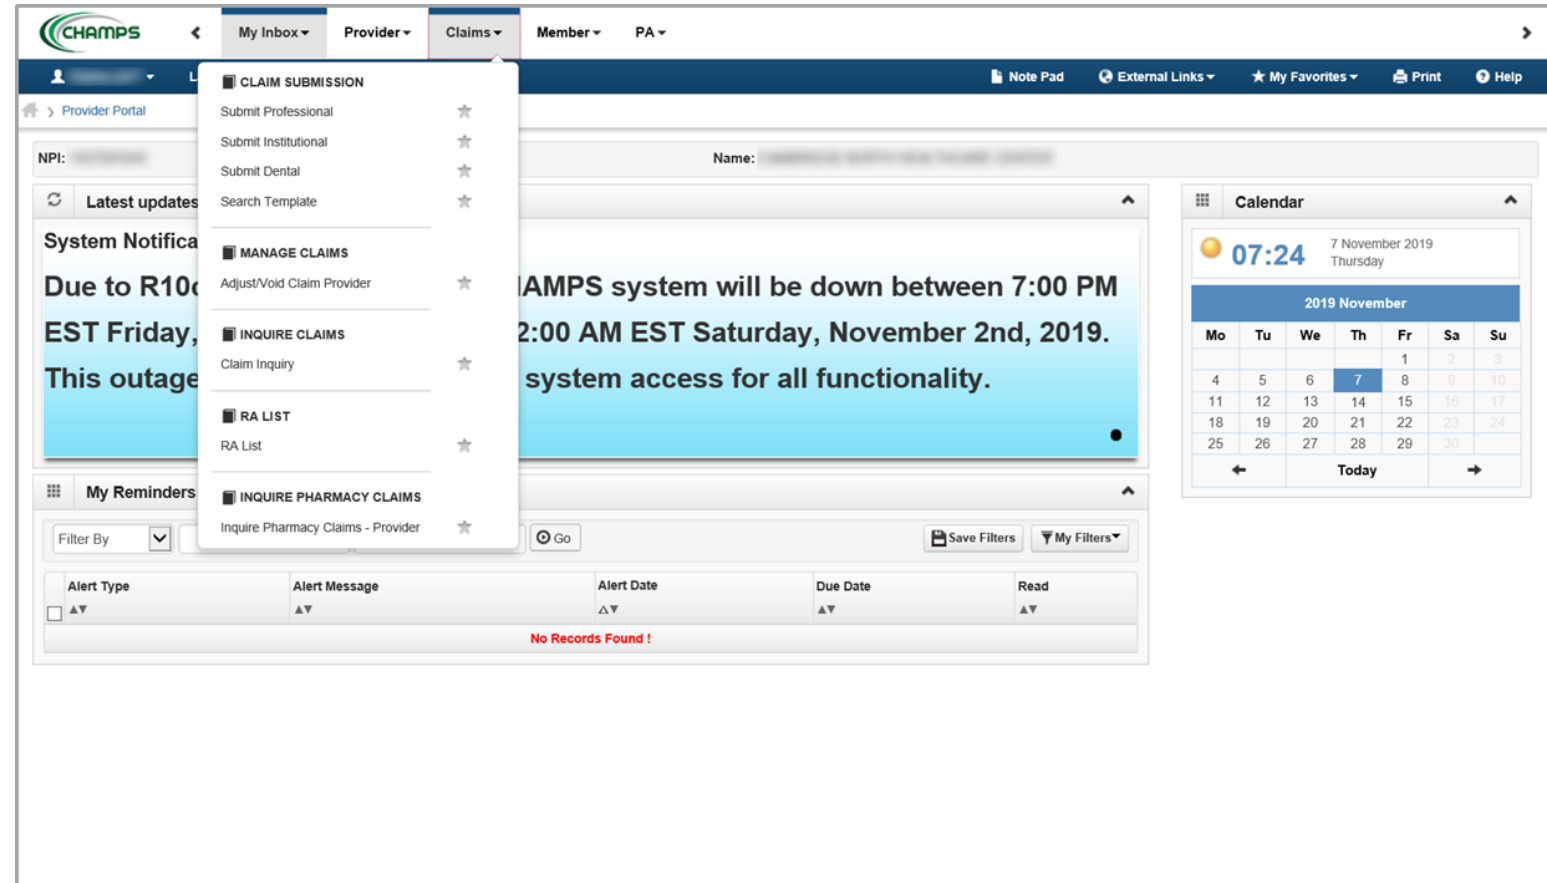 CHAMPS
My Inbox Provider Claims Member PA
L
Note Pad External Links My Favorites Print Help
Provider Portal
CLAIM SUBMISSION
Submit Professional
Submit Institutional
Submit Dental
Search Template
MANAGE CLAIMS
Adjust/Void Claim Provider
INQUIRE CLAIMS
Claim Inquiry
RA LIST
RA List
INQUIRE PHARMACY CLAIMS
Inquire Pharmacy Claims - Provider
NPI:
Name:
Latest updates
System Notifica
Due to R10 AMPS system will be down between 7:00 PM
EST Friday, 2:00 AM EST Saturday, November 2nd, 2019.
This outage system access for all functionality.
Calendar
07:24
7 November 2019
Thursday
2019 November
Mo Tu We Th Fr Sa Su
1 2 3
4 5 6 7 8 9 10
11 12 13 14 15 16 17
18 19 20 21 22 23 24
25 26 27 28 29 30
Today
My Reminders
Filter By
Go
Save Filters
My Filters
Alert Type Alert Message Alert Date Due Date Read
No Records Found !